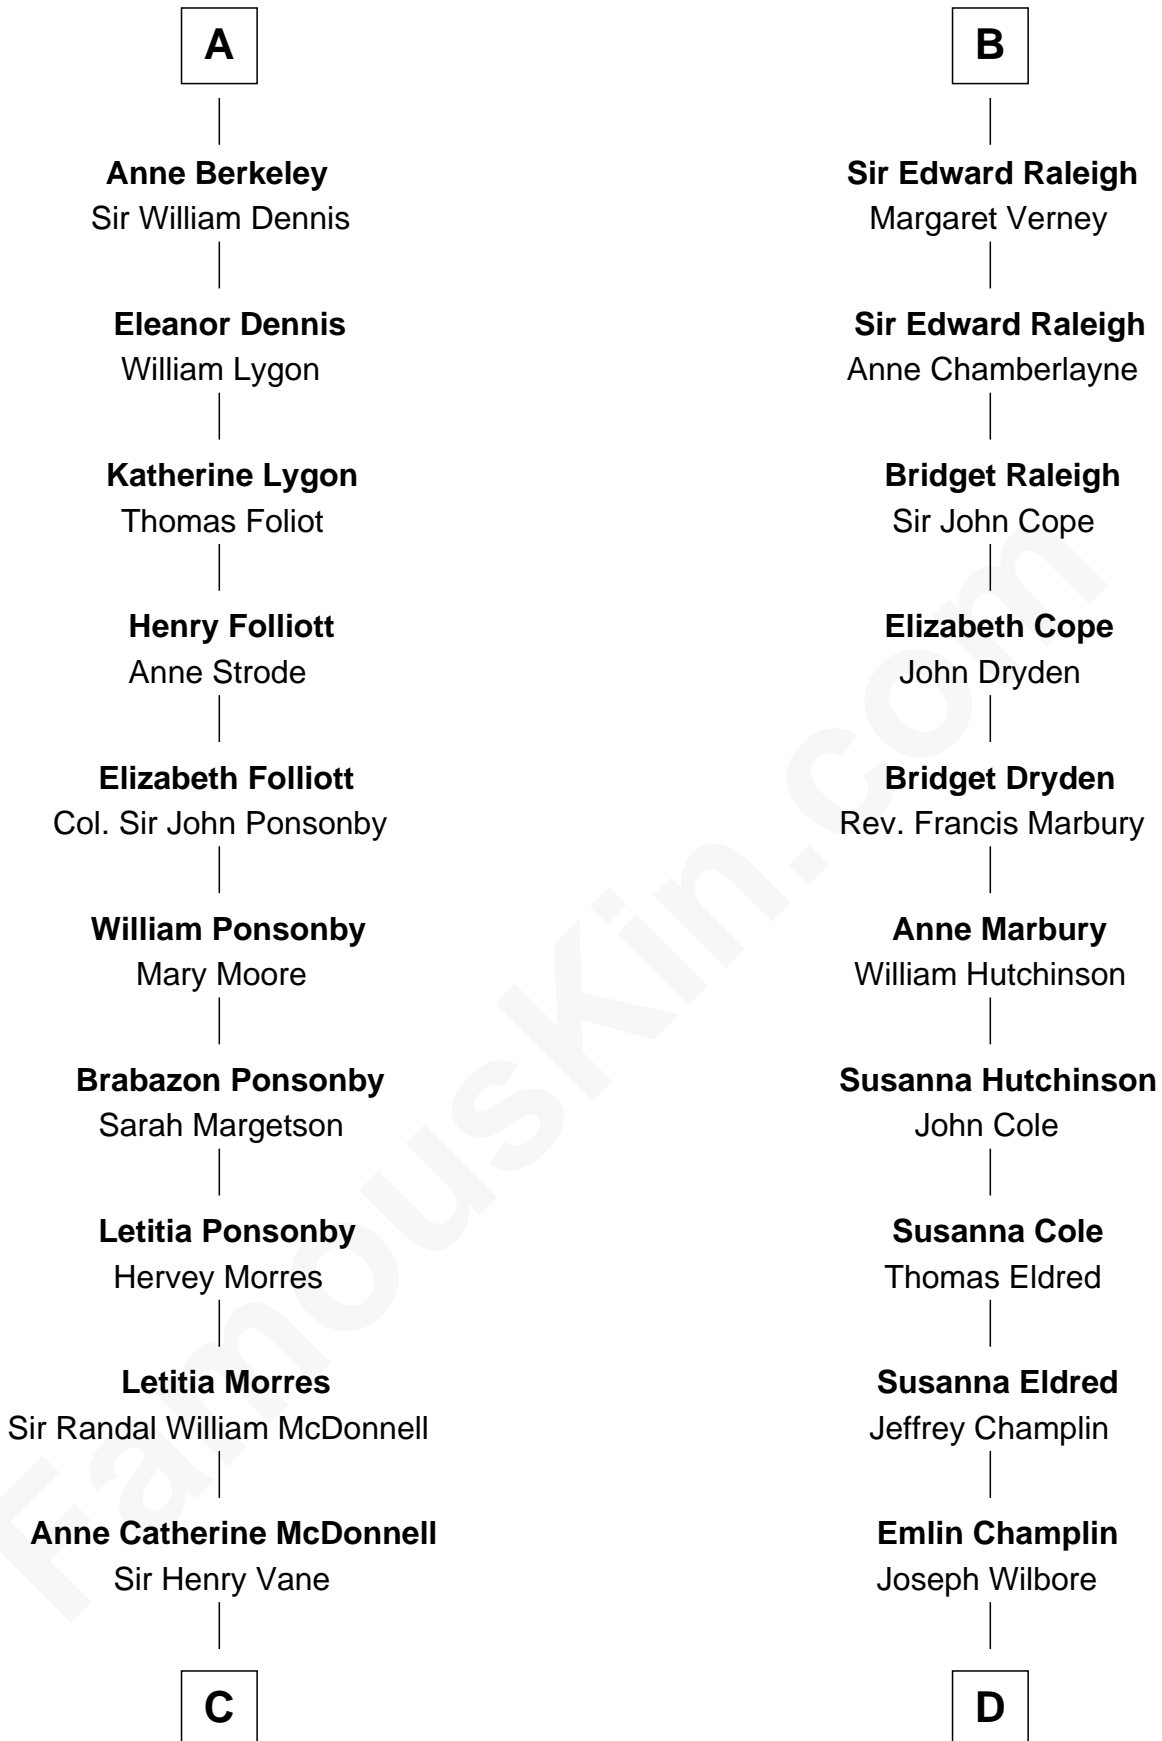 A
Anne Berkeley
Sir William Dennis
Eleanor Dennis
William Lygon
Katherine Lygon
Thomas Foliot
Henry Folliott
Anne Strode
Elizabeth Folliott
Col. Sir John Ponsonby
William Ponsonby
Mary Moore
Brabazon Ponsonby
Sarah Margetson
Letitia Ponsonby
Hervey Morres
Letitia Morres
Sir Randal William McDonnell
Anne Catherine McDonnell
Sir Henry Vane
C
B
Sir Edward Raleigh
Margaret Verney
Sir Edward Raleigh
Anne Chamberlayne
Bridget Raleigh
Sir John Cope
Elizabeth Cope
John Dryden
Bridget Dryden
Rev. Francis Marbury
Anne Marbury
William Hutchinson
Susanna Hutchinson
John Cole
Susanna Cole
Thomas Eldred
Susanna Eldred
Jeffrey Champlin
Emlin Champlin
Joseph Wilbore
D
FamousKin.com